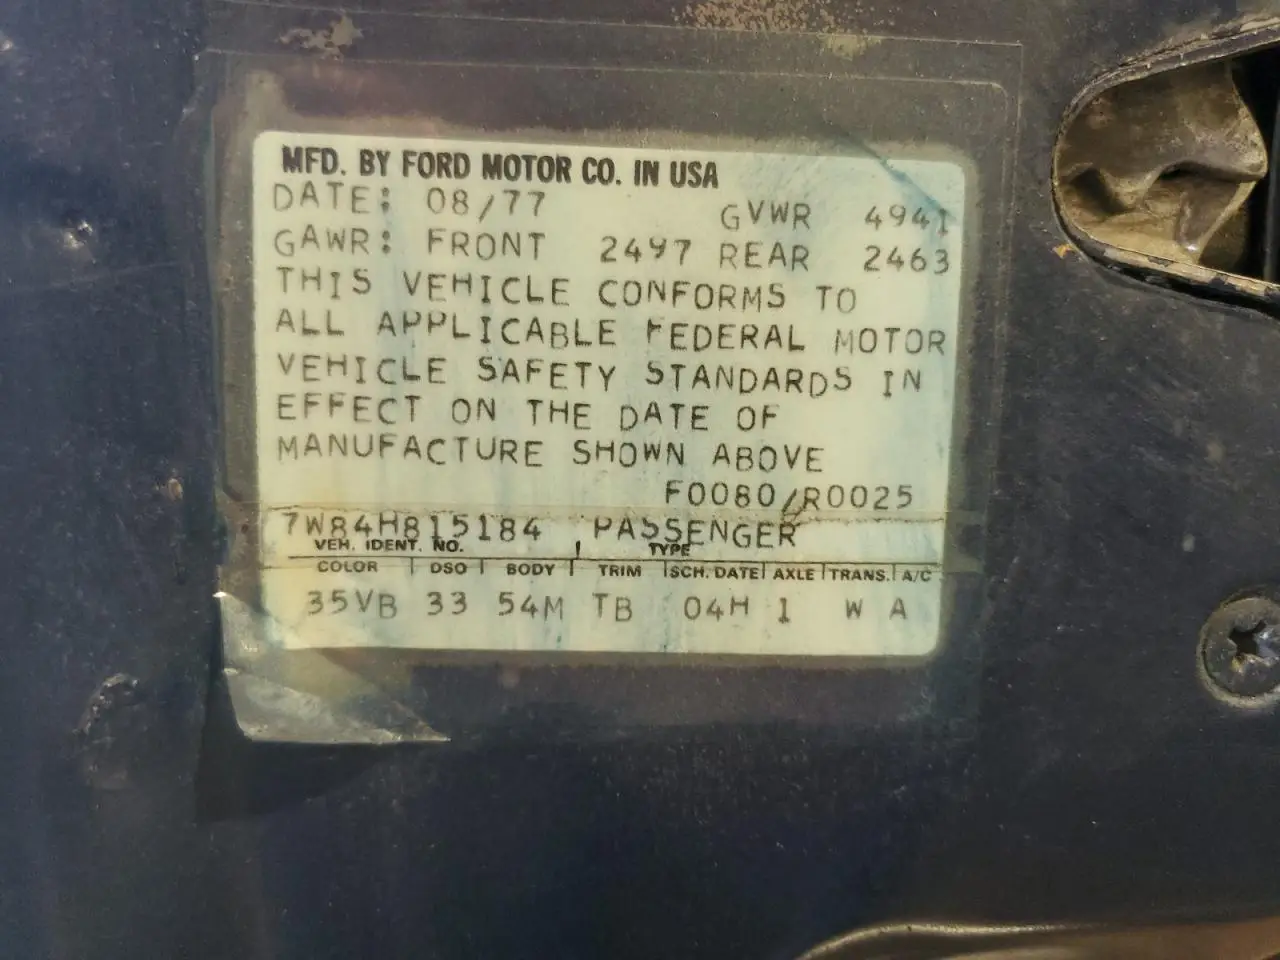 MFD. BY FORD MOTOR CO. IN USA
DATE: 08/77 GVWR 4941
GAWR: FRONT 2497 REAR 2463
THIS VEHICLE CONFORMS TO
ALL APPLICABLE FEDERAL MOTOR
VEHICLE SAFETY STANDARDS IN
EFFECT ON THE DATE OF
MANUFACTURE SHOWN ABOVE
F0080/R0025
7W84H815184 PASSENGER
VEH. IDENT. NO. TYPE
COLOR DSO BODY TRIM SCH. DATE AXLE TRANS. A/C
35VB 33 54M TB 04H 1 W A